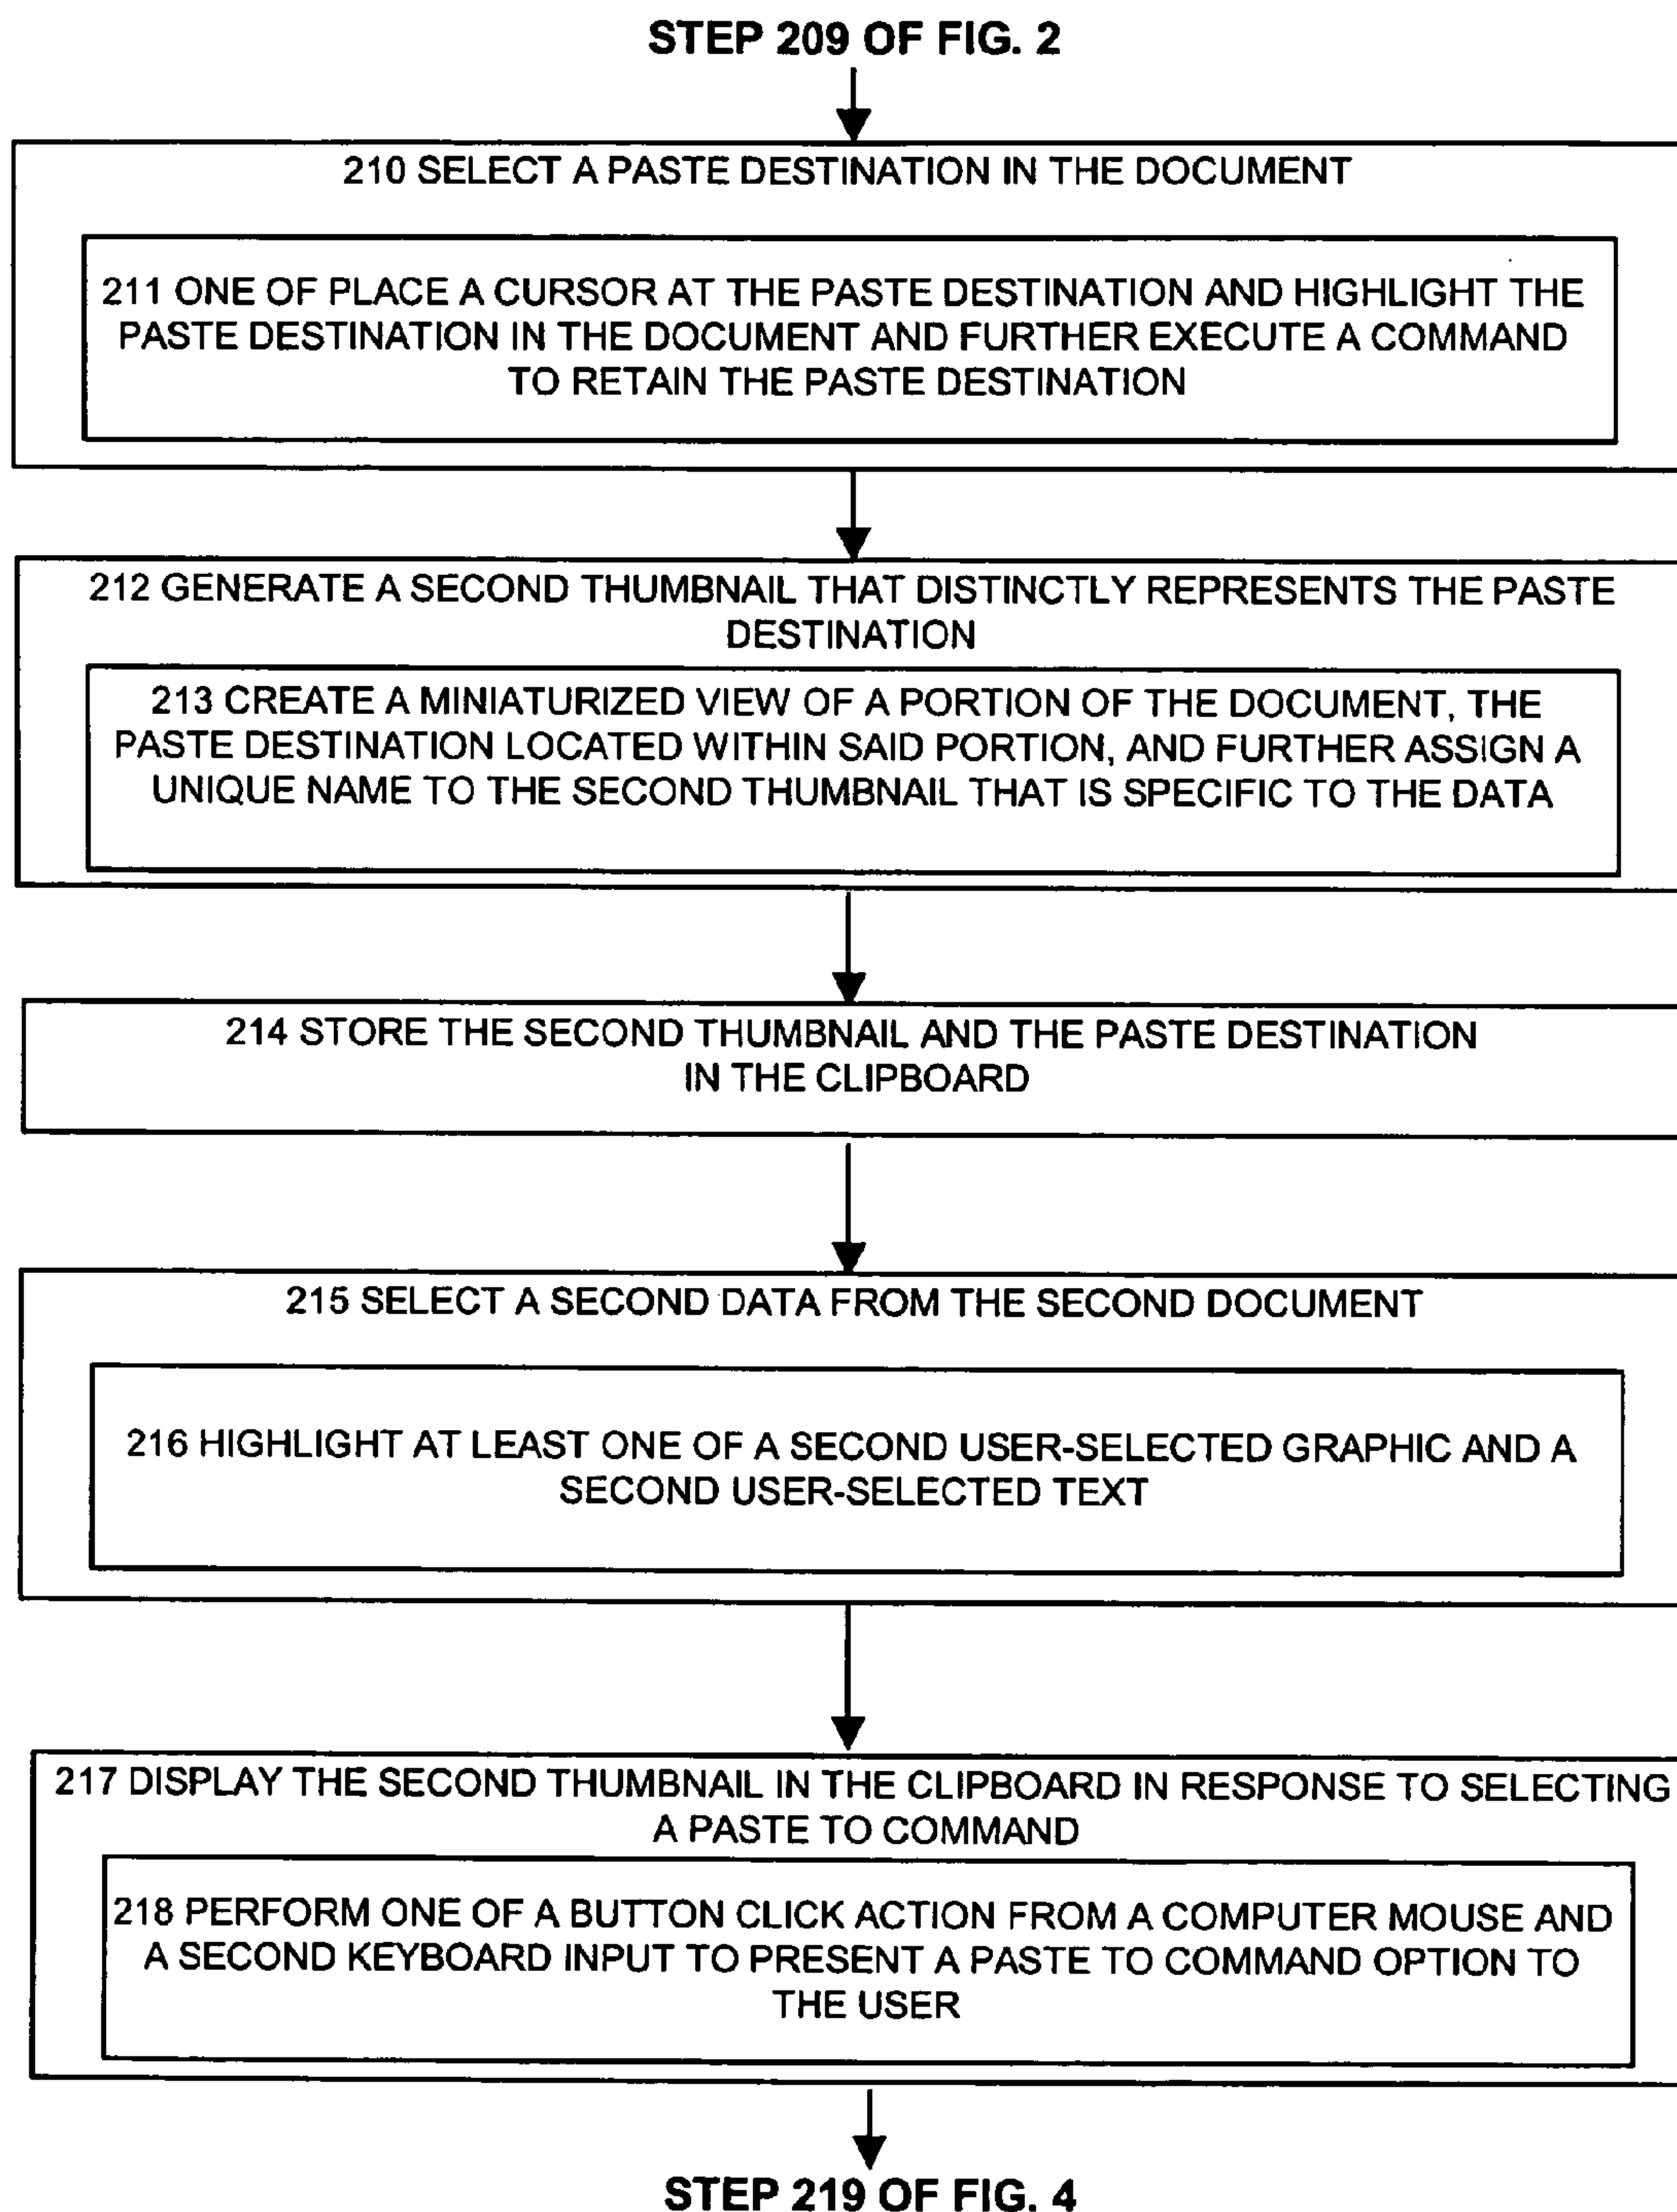 STEP 209 OF FIG. 2
210 SELECT A PASTE DESTINATION IN THE DOCUMENT
211 ONE OF PLACE A CURSOR AT THE PASTE DESTINATION AND HIGHLIGHT THE
PASTE DESTINATION IN THE DOCUMENT AND FURTHER EXECUTE A COMMAND
TO RETAIN THE PASTE DESTINATION
212 GENERATE A SECOND THUMBNAIL THAT DISTINCTLY REPRESENTS THE PASTE
DESTINATION
213 CREATE A MINIATURIZED VIEW OF A PORTION OF THE DOCUMENT, THE
PASTE DESTINATION LOCATED WITHIN SAID PORTION, AND FURTHER ASSIGN A
UNIQUE NAME TO THE SECOND THUMBNAIL THAT IS SPECIFIC TO THE DATA
214 STORE THE SECOND THUMBNAIL AND THE PASTE DESTINATION
IN THE CLIPBOARD
215 SELECT A SECOND DATA FROM THE SECOND DOCUMENT
216 HIGHLIGHT AT LEAST ONE OF A SECOND USER-SELECTED GRAPHIC AND A
SECOND USER-SELECTED TEXT
217 DISPLAY THE SECOND THUMBNAIL IN THE CLIPBOARD IN RESPONSE TO SELECTING
A PASTE TO COMMAND
218 PERFORM ONE OF A BUTTON CLICK ACTION FROM A COMPUTER MOUSE AND
A SECOND KEYBOARD INPUT TO PRESENT A PASTE TO COMMAND OPTION TO
THE USER
STEP 219 OF FIG. 4